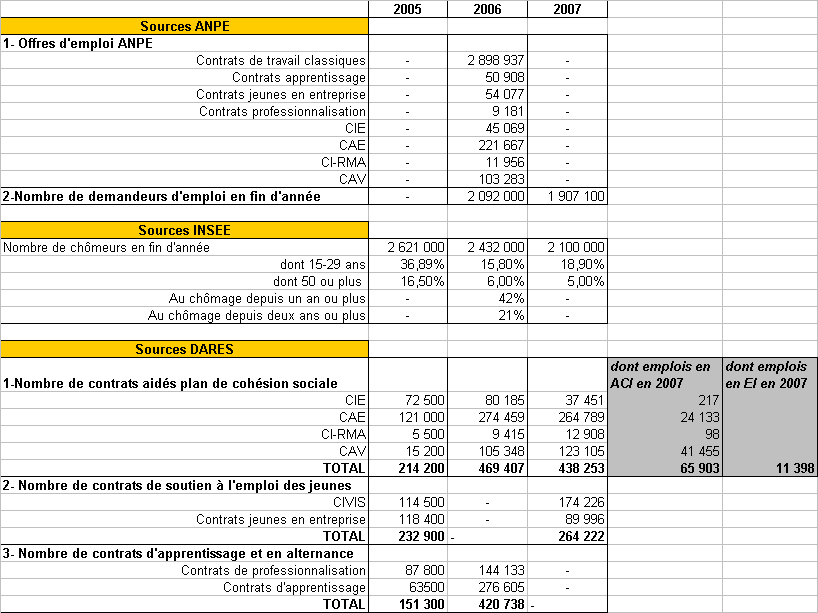 2005 2006 2007
Sources ANPE
1- Offres d'emploi ANPE
Contrats de travail classiques - 2 898 937 -
Contrats apprentissage - 50 908 -
Contrats jeunes en entreprise - 54 077 -
Contrats professionnalisation - 9 181 -
CIE - 45 069 -
CAE - 221 667 -
CI-RMA - 11 956 -
CAV - 103 283 -
2-Nombre de demandeurs d'emploi en fin d'année - 2 092 000 1 907 100
Sources INSEE
Nombre de chômeurs en fin d'année 2 621 000 2 432 000 2 100 000
dont 15-29 ans 36,89% 15,80% 18,90%
dont 50 ou plus 16,50% 6,00% 5,00%
Au chômage depuis un an ou plus - 42% -
Au chômage depuis deux ans ou plus - 21% -
Sources DARES
dont emplois en dont emplois
1-Nombre de contrats aidés plan de cohésion sociale ACI en 2007 en EI en 2007
CIE 72 500 80 185 37 451 217
CAE 121 000 274 459 264 789 24 133
CI-RMA 5 500 9 415 12 908 98
CAV 15 200 105 348 123 105 41 455
TOTAL 214 200 469 407 438 253 65 903 11 398
2- Nombre de contrats de soutien à l'emploi des jeunes
CIVIS 114 500 - 174 226
Contrats jeunes en entreprise 118 400 - 89 996
TOTAL 232 900 - 264 222
3- Nombre de contrats d'apprentissage et en alternance
Contrats de professionnalisation 87 800 144 133 -
Contrats d'apprentissage 63500 276 605 -
TOTAL 151 300 420 738 -